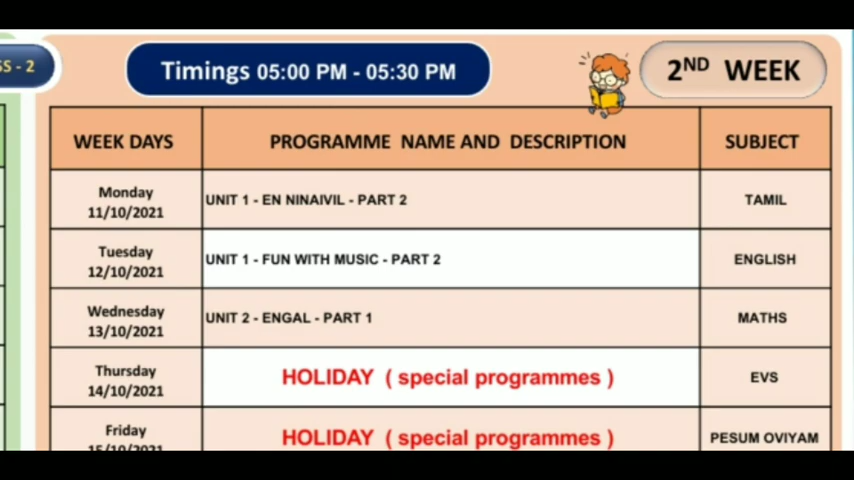 SS - 2
Timings 05:00 PM - 05:30 PM
2ND WEEK
WEEK DAYS PROGRAMME NAME AND DESCRIPTION SUBJECT
Monday
11/10/2021
UNIT 1 - EN NINAIVIL - PART 2
TAMIL
Tuesday
12/10/2021
UNIT 1 - FUN WITH MUSIC - PART 2
ENGLISH
Wednesday
13/10/2021
UNIT 2 - ENGAL - PART 1
MATHS
Thursday
14/10/2021
HOLIDAY ( special programmes )
EVS
Friday
15/10/2021
HOLIDAY ( special programmes )
PESUM OVIYAM